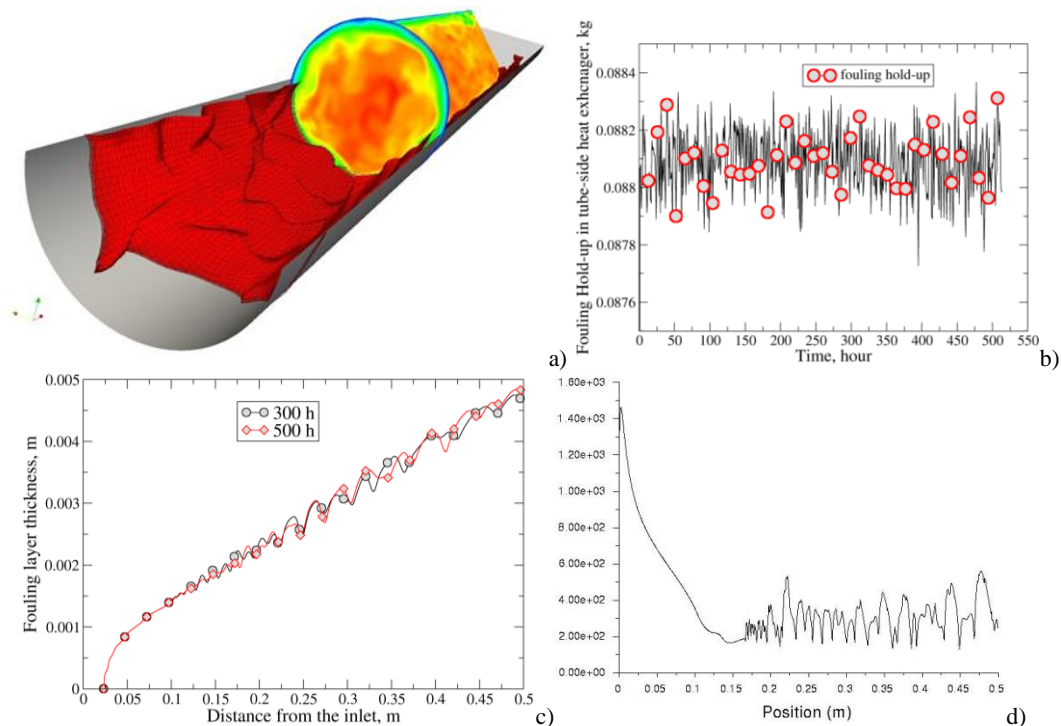 a)
Fouling Hold-up in tube-side heat exhcnager, kg
0.0884
0.0882
0.088
0.0878
0.0876
fouling hold-up
0 50 100 150 200 250 300 350 400 450 500 550
Time, hour
b)
Fouling layer thickness, m
0.005
0.004
0.003
0.002
0.001
0
300 h
500 h
0 0.05 0.1 0.15 0.2 0.25 0.3 0.35 0.4 0.45 0.5
Distance from the inlet, m
c)
1.60e+03
1.40e+03
1.20e+03
1.00e+03
8.00e+02
6.00e+02
4.00e+02
2.00e+02
0.00e+00
0 0.05 0.1 0.15 0.2 0.25 0.3 0.35 0.4 0.45 0.5
Position (m)
d)